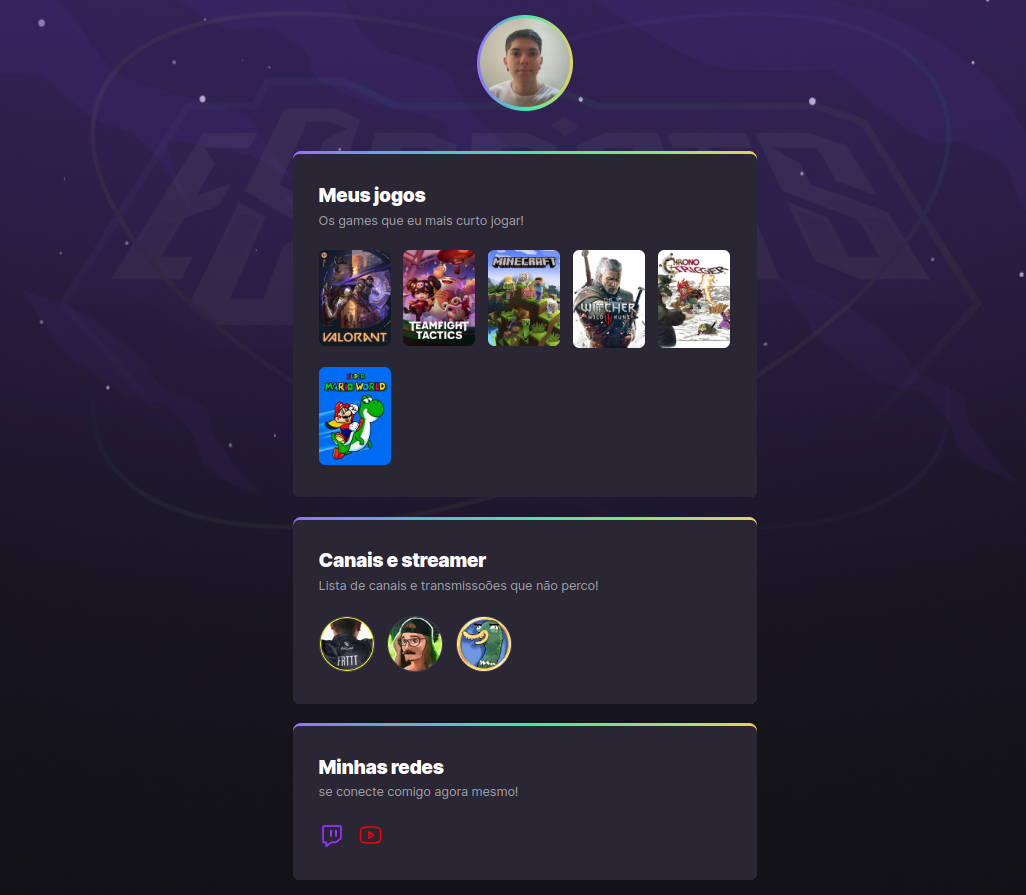 eSPORTS
Meus jogos
Os games que eu mais curto jogar!
VALORANT
TEAMFIGHT
TACTICS
MINECRAFT
THE
WITCHER
WILD HUNT
CHRONO
TRIGGER
SUPER
MARIO WORLD
Canais e streamer
Lista de canais e transmissoões que não perco!
FRTTT
Minhas redes
se conecte comigo agora mesmo!